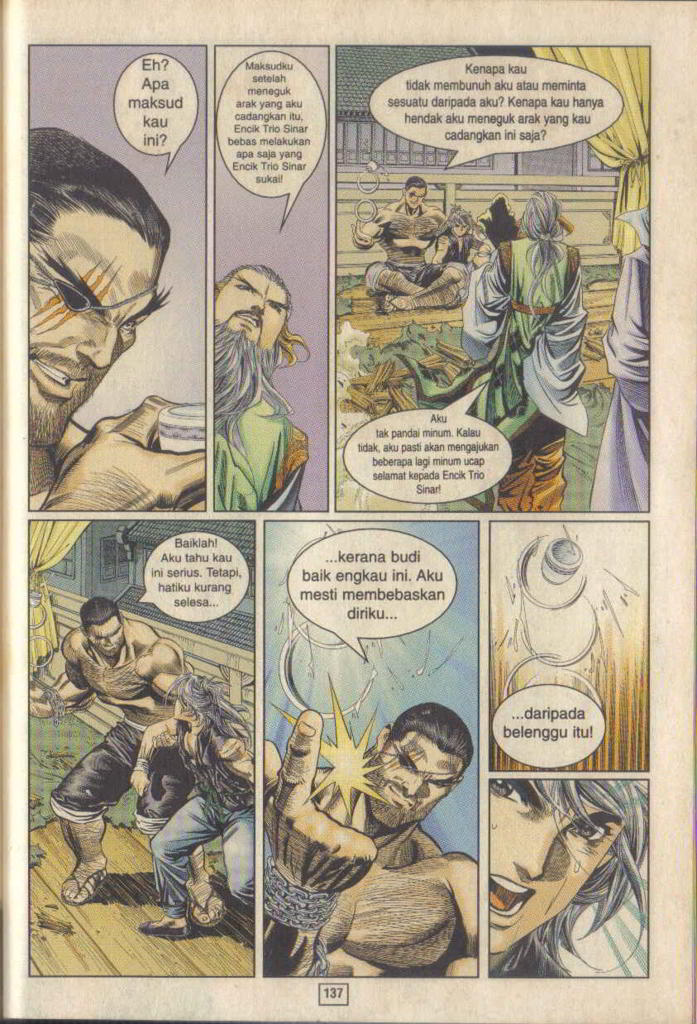 Eh?
Apa
maksud
kau
ini?
Maksudku
setelah
meneguk
arak yang aku
cadangkan itu,
Encik Trio Sinar
bebas melakukan
apa saja yang
Encik Trio Sinar
sukai!
Kenapa kau
tidak membunuh aku atau meminta
sesuatu daripada aku? Kenapa kau hanya
hendak aku meneguk arak yang kau
cadangkan ini saja?
Aku
tak pandai minum. Kalau
tidak, aku pasti akan mengajukan
beberapa lagi minum ucap
selamat kepada Encik Trio
Sinar!
Baiklah!
Aku tahu kau
ini serius. Tetapi,
hatiku kurang
selesa...
...kerana budi
baik engkau ini. Aku
mesti membebaskan
diriku...
...daripada
belenggu itu!
137